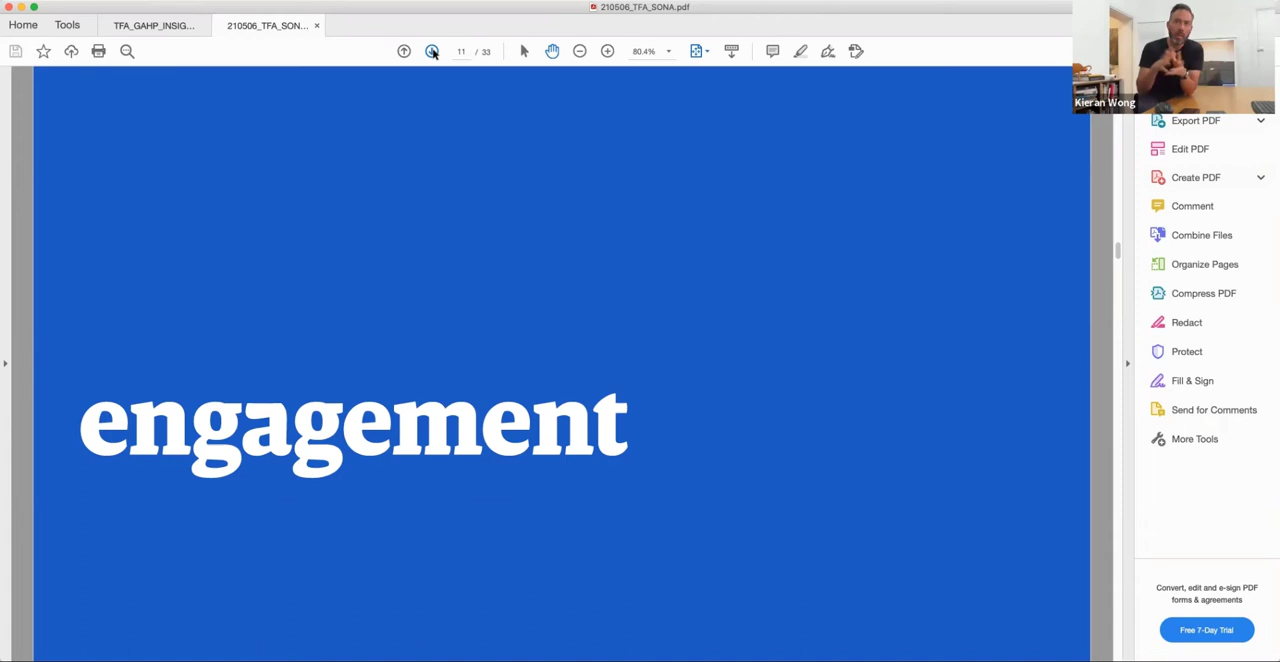 210506_TFA_SONA.pdf
Home
Tools
TFA_GAHP_INSIG...
210506_TFA_SON...
11 / 33
80.4%
Kieran Wong
Export PDF
Edit PDF
Create PDF
Comment
Combine Files
Organize Pages
Compress PDF
Redact
Protect
Fill & Sign
Send for Comments
More Tools
engagement
Convert, edit and e-sign PDF
forms & agreements
Free 7-Day Trial